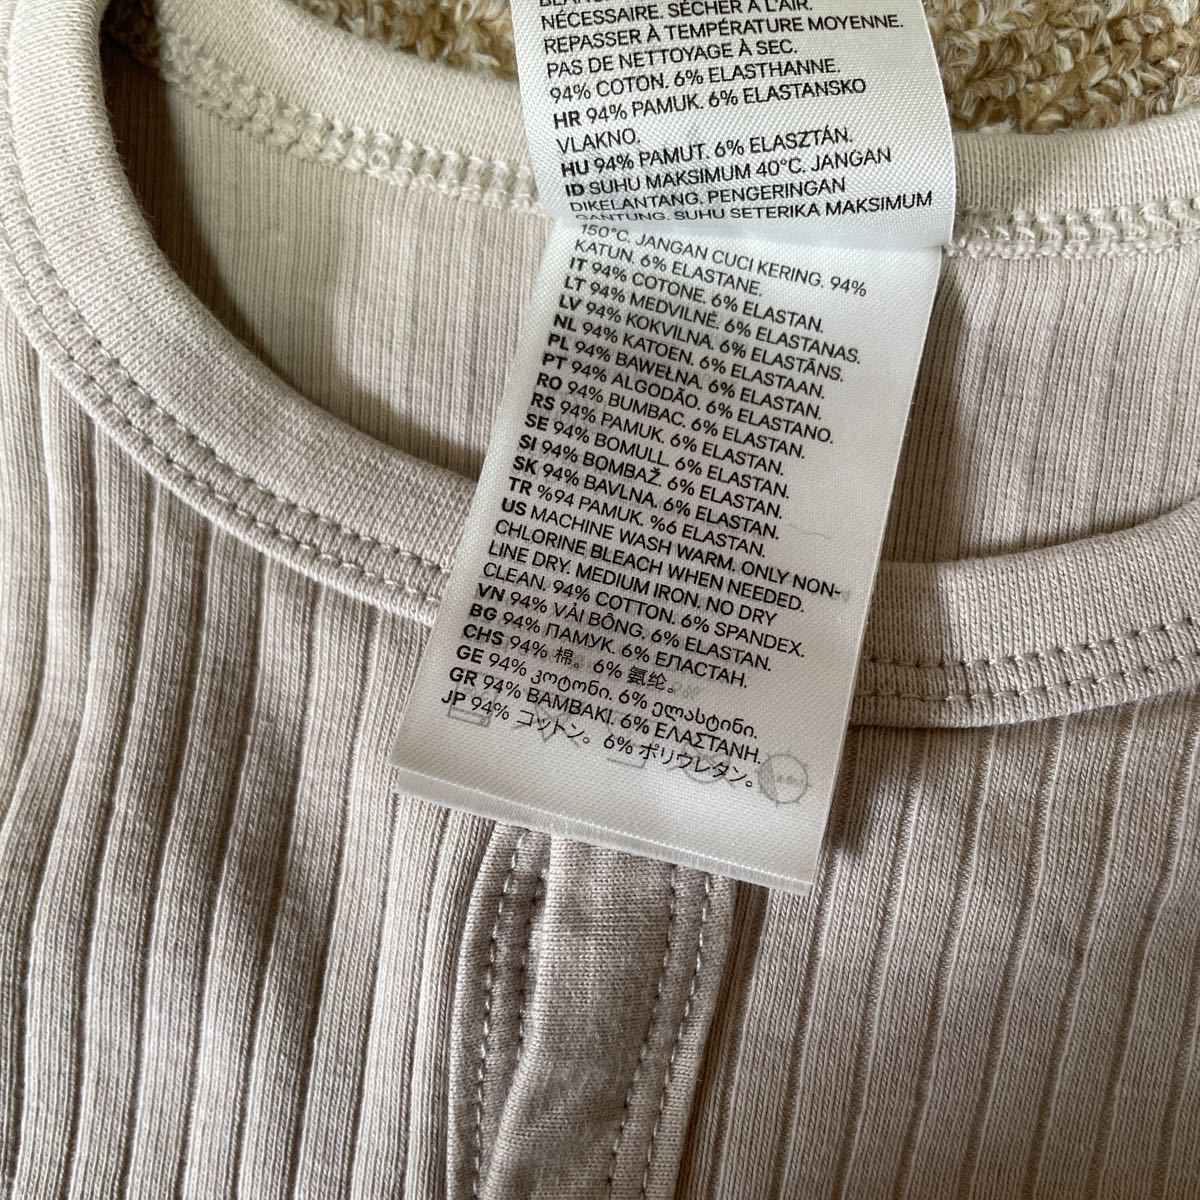 NÉCESSAIRE. SÉCHER À L'AIR.
REPASSER À TEMPÉRATURE MOYENNE.
PAS DE NETTOYAGE À SEC.
94% COTON. 6% ELASTHANNE.
HR 94% PAMUK. 6% ELASTANSKO
VLAKNO.
HU 94% PAMUT. 6% ELASZTÁN.
ID SUHU MAKSIMUM 40°C. JANGAN
DIKELANTANG. PENGERINGAN
GANTUNG. SUHU SETERIKA MAKSIMUM
150°C. JANGAN CUCI KERING. 94%
KATUN. 6% ELASTANE.
IT 94% COTONE. 6% ELASTAN.
LT 94% MEDVILNĖ. 6% ELASTANAS.
LV 94% KOKVILNA. 6% ELASTĀNS.
NL 94% KATOEN. 6% ELASTAAN.
PL 94% BAWEŁNA. 6% ELASTAN.
PT 94% ALGODÃO. 6% ELASTANO.
RO 94% BUMBAC. 6% ELASTAN.
RS 94% PAMUK. 6% ELASTAN.
SE 94% BOMULL. 6% ELASTAN.
SI 94% BOMBAŽ. 6% ELASTAN.
SK 94% BAVLNA. 6% ELASTAN.
TR %94 PAMUK. %6 ELASTAN.
US MACHINE WASH WARM. ONLY NON-
CHLORINE BLEACH WHEN NEEDED.
LINE DRY. MEDIUM IRON. NO DRY
CLEAN. 94% COTTON. 6% SPANDEX.
VN 94% VẢI BÔNG. 6% ELASTAN.
BG 94% ПАМУК. 6% ЕЛАСТАН.
CHS 94% 棉。 6% 氨纶。
GE 94% კოტონი. 6% ელასტინი.
GR 94% ΒΑΜΒΑΚΙ. 6% ΕΛΑΣΤΑΝΗ.
JP 94% コットン。 6% ポリウレタン。